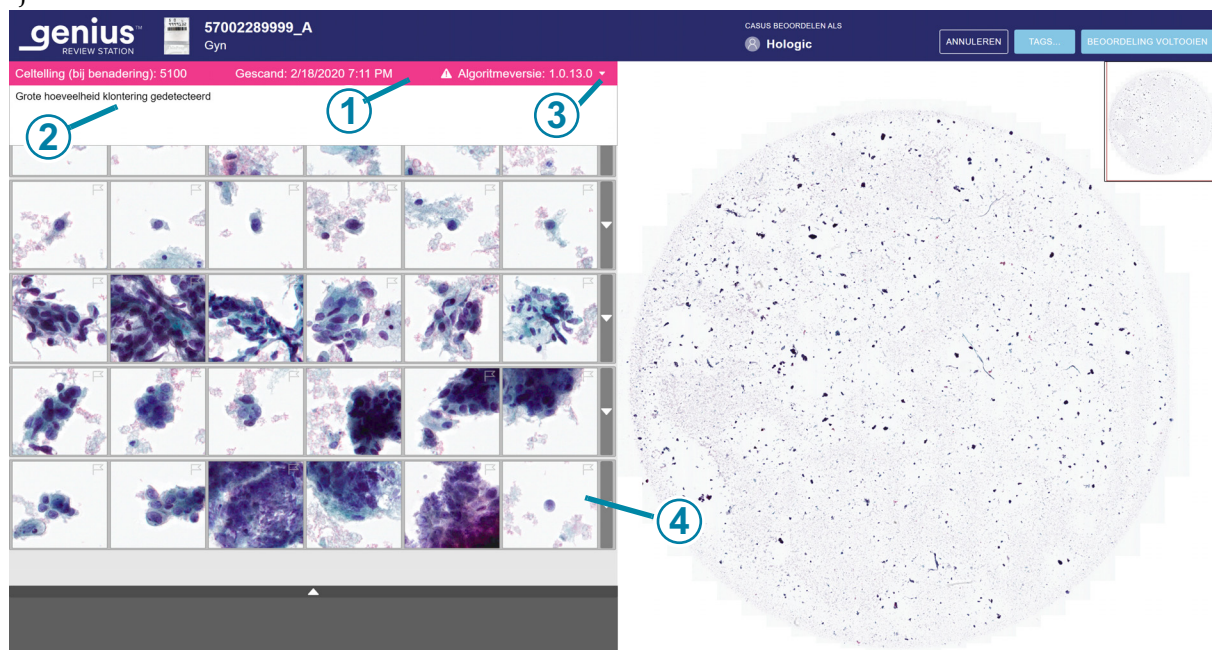 genius™
REVIEW STATION
57002289999_A
Gyn
CASUS BEOORDELEN ALS
Hologic
ANNULEREN
TAGS...
BEOORDELING VOLTOOIEN
Celtelling (bij benadering): 5100
Gescand: 2/18/2020 7:11 PM
Algoritmeversie: 1.0.13.0
Grote hoeveelheid klontering gedetecteerd
1
2
3
4